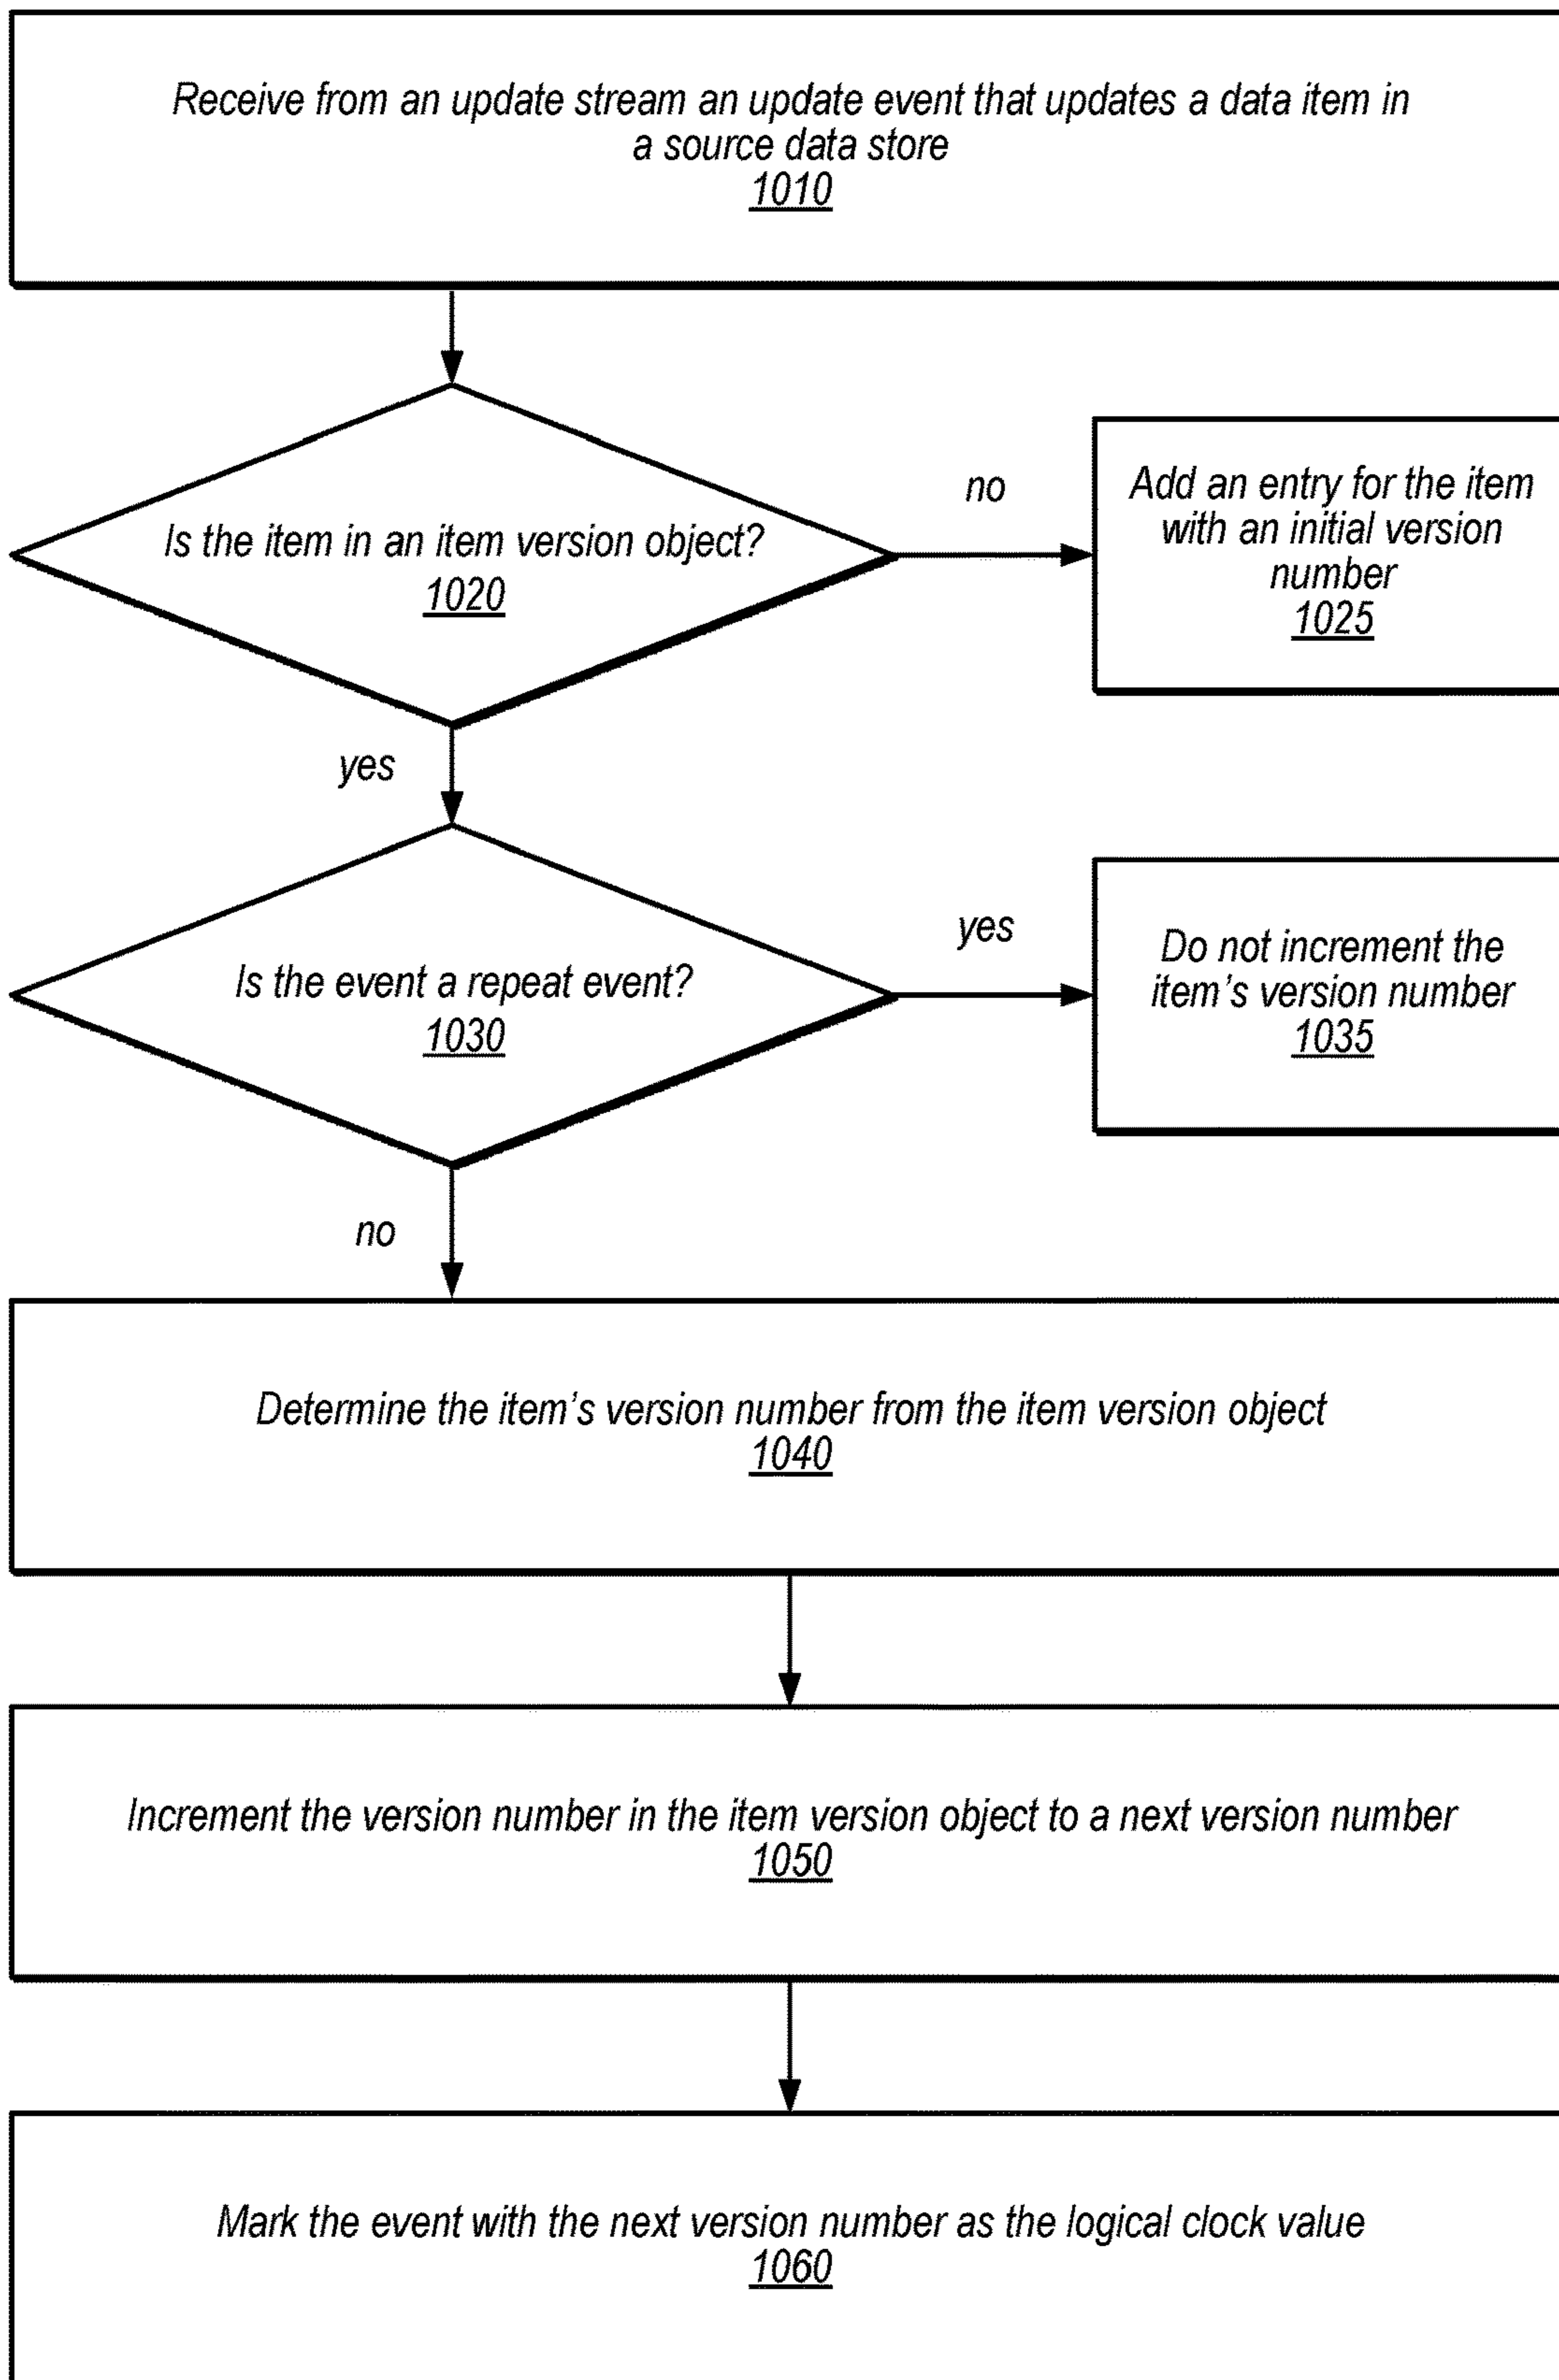 Receive from an update stream an update event that updates a data item in
a source data store
1010
no
Add an entry for the item
with an initial version
number
1025
Is the item in an item version object?
1020
yes
yes
Do not increment the
item's version number
1035
Is the event a repeat event?
1030
no
Determine the item's version number from the item version object
1040
Increment the version number in the item version object to a next version number
1050
Mark the event with the next version number as the logical clock value
1060